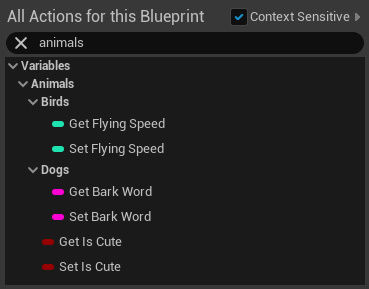 All Actions for this Blueprint Context Sensitive
animals
Variables
Animals
Birds
Get Flying Speed
Set Flying Speed
Dogs
Get Bark Word
Set Bark Word
Get Is Cute
Set Is Cute